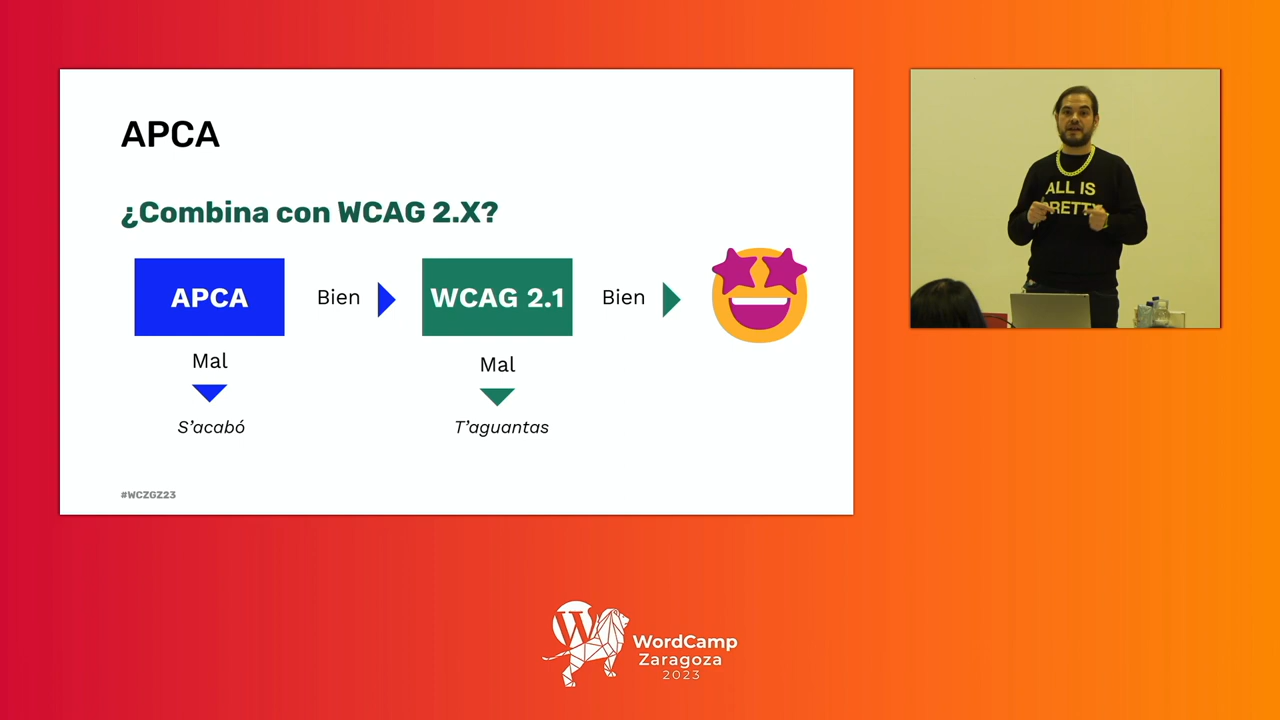 APCA
¿Combina con WCAG 2.X?
APCA
Bien
WCAG 2.1
Bien
Mal
Mal
S'acabó
T'aguantas
#WCZGZ23
ALL IS
PRETTY
WordCamp
Zaragoza
2023